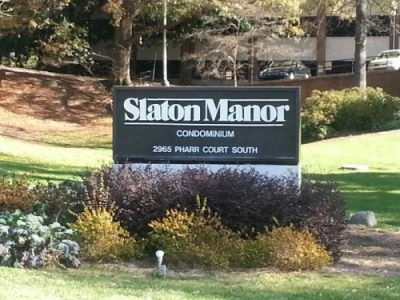 Slaton Manor
CONDOMINIUM
2965 PHARR COURT SOUTH